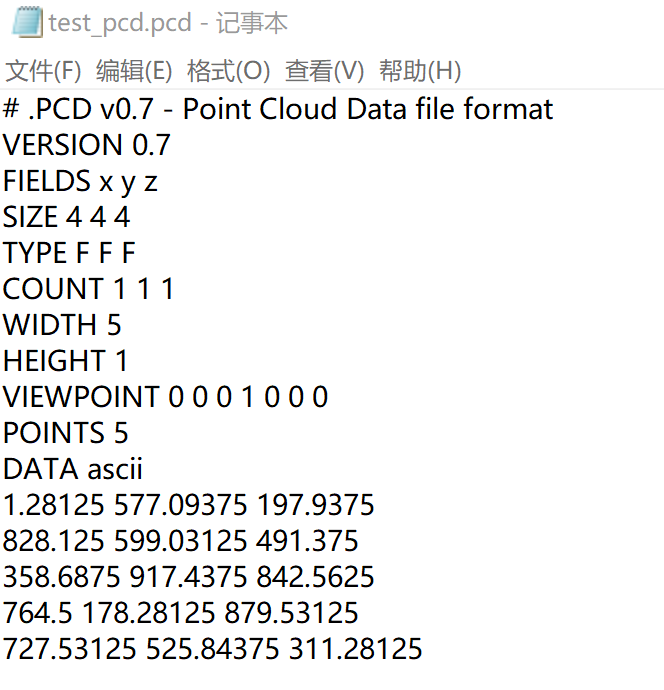 test_pcd.pcd - 记事本
文件(F) 编辑(E) 格式(O) 查看(V) 帮助(H)
# .PCD v0.7 - Point Cloud Data file format
VERSION 0.7
FIELDS x y z
SIZE 4 4 4
TYPE F F F
COUNT 1 1 1
WIDTH 5
HEIGHT 1
VIEWPOINT 0 0 0 1 0 0 0
POINTS 5
DATA ascii
1.28125 577.09375 197.9375
828.125 599.03125 491.375
358.6875 917.4375 842.5625
764.5 178.28125 879.53125
727.53125 525.84375 311.28125